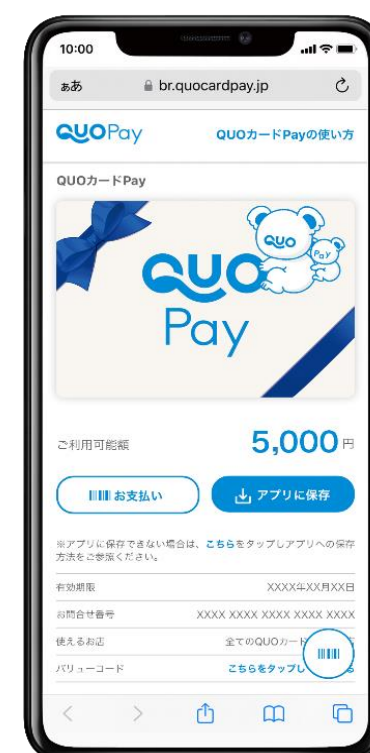 10:00
ぁあ br.quocardpay.jp
QUOPay QUOカードPayの使い方
QUOカードPay
QUO
Pay
QUO
Pay
ご利用可能額 5,000円
お支払い アプリに保存
※アプリに保存できない場合は、こちらをタップしアプリへの保存
方法をご参照ください。
有効期限 XXXX年XX月XX日
お問合せ番号 XXXX XXXX XXXX XXXX XXXX
使えるお店 全てのQUOカード
バリューコード こちらをタップし